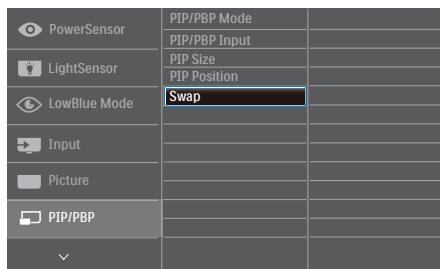 PowerSensor
LightSensor
LowBlue Mode
Input
Picture
PIP/PBP
PIP/PBP Mode
PIP/PBP Input
PIP Size
PIP Position
Swap